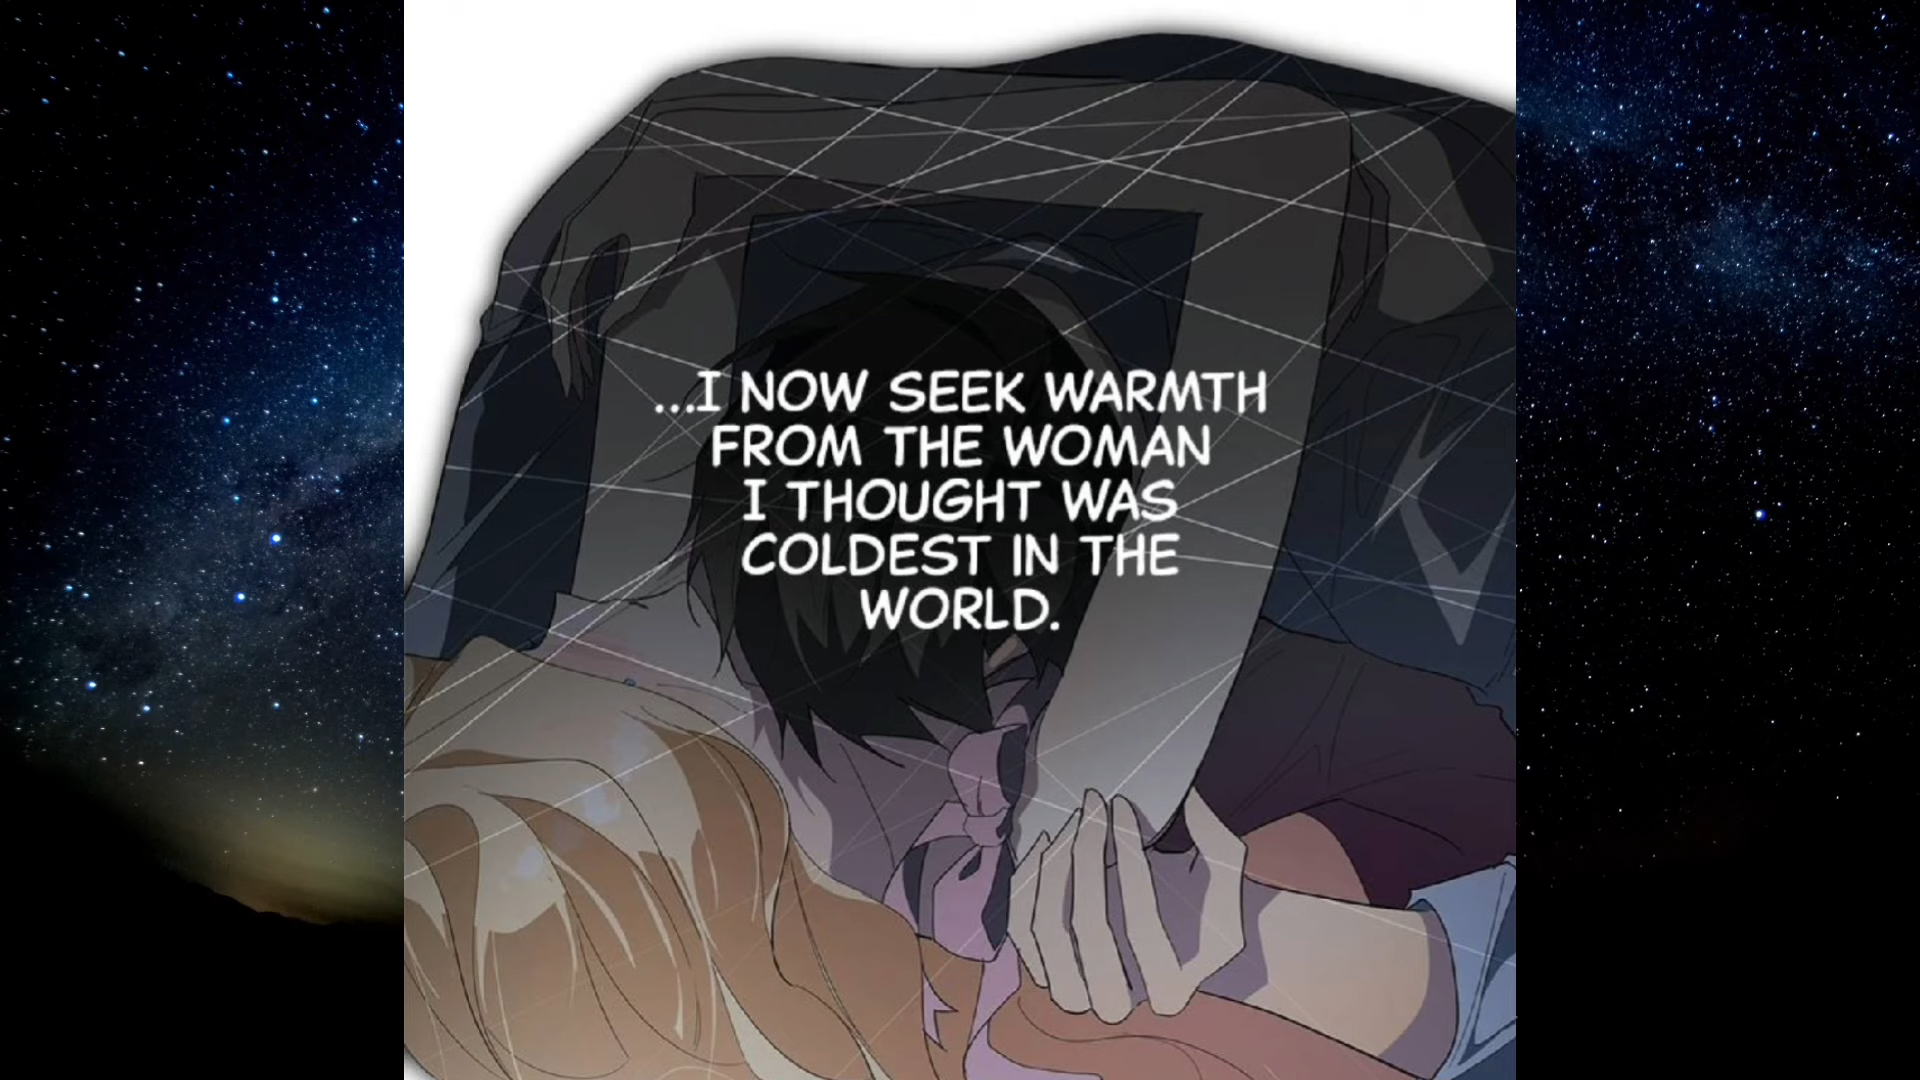 ...I NOW SEEK WARMTH
FROM THE WOMAN
I THOUGHT WAS
COLDEST IN THE
WORLD.